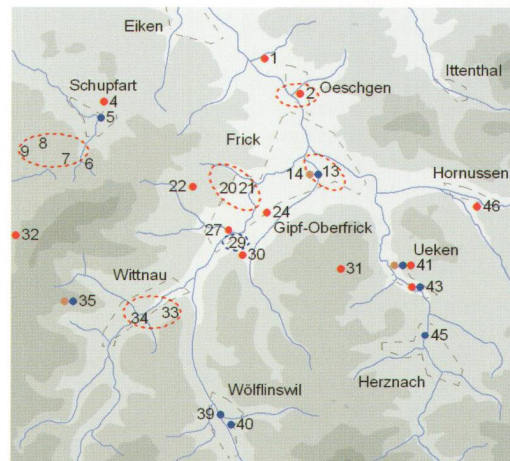 Eiken
1
Ittenthal
Schupfart
2
Oeschgen
4
5
Frick
8
9
7
6
14
13
Hornussen
22
20
21
24
46
27
Gipf-Oberfrick
32
29
30
Ueken
31
41
Wittnau
35
43
34
33
45
Wölflinswil
Herznach
39
40